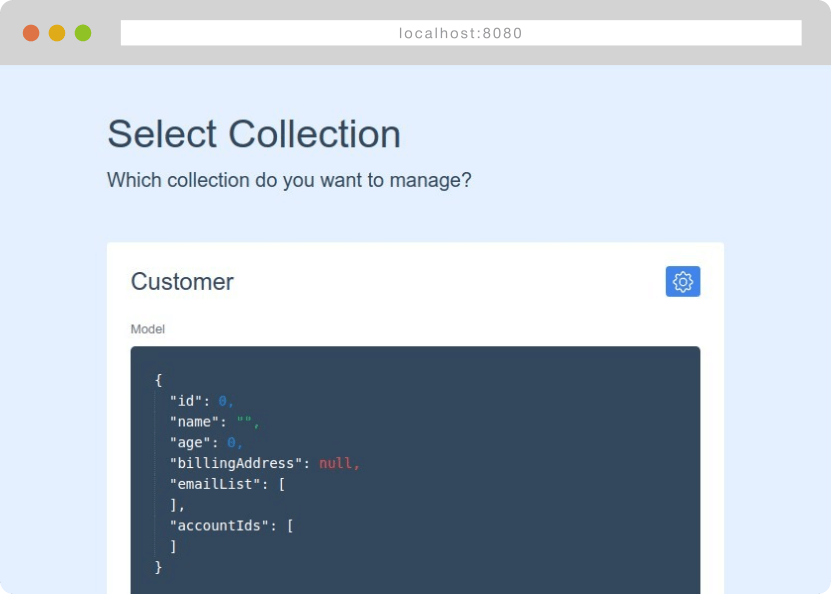 localhost:8080
Select Collection
Which collection do you want to manage?
Customer
Model
{
"id": 0,
"name": "",
"age": 0,
"billingAddress": null,
"emailList": [
],
"accountIds": [
]
}